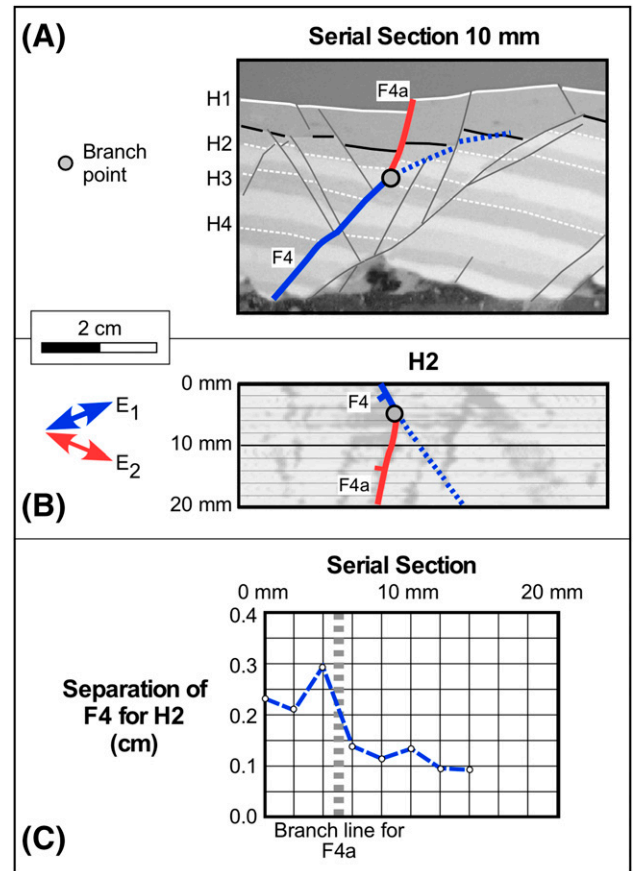 (A)
Serial Section 10 mm
Branch
point
H1
H2
H3
H4
F4a
F4
2 cm
(B)
H2
E1
E2
0 mm
10 mm
20 mm
F4
F4a
(C)
Serial Section
0 mm 10 mm 20 mm
Separation of
F4 for H2
(cm)
0.4
0.3
0.2
0.1
0.0
Branch line for
F4a